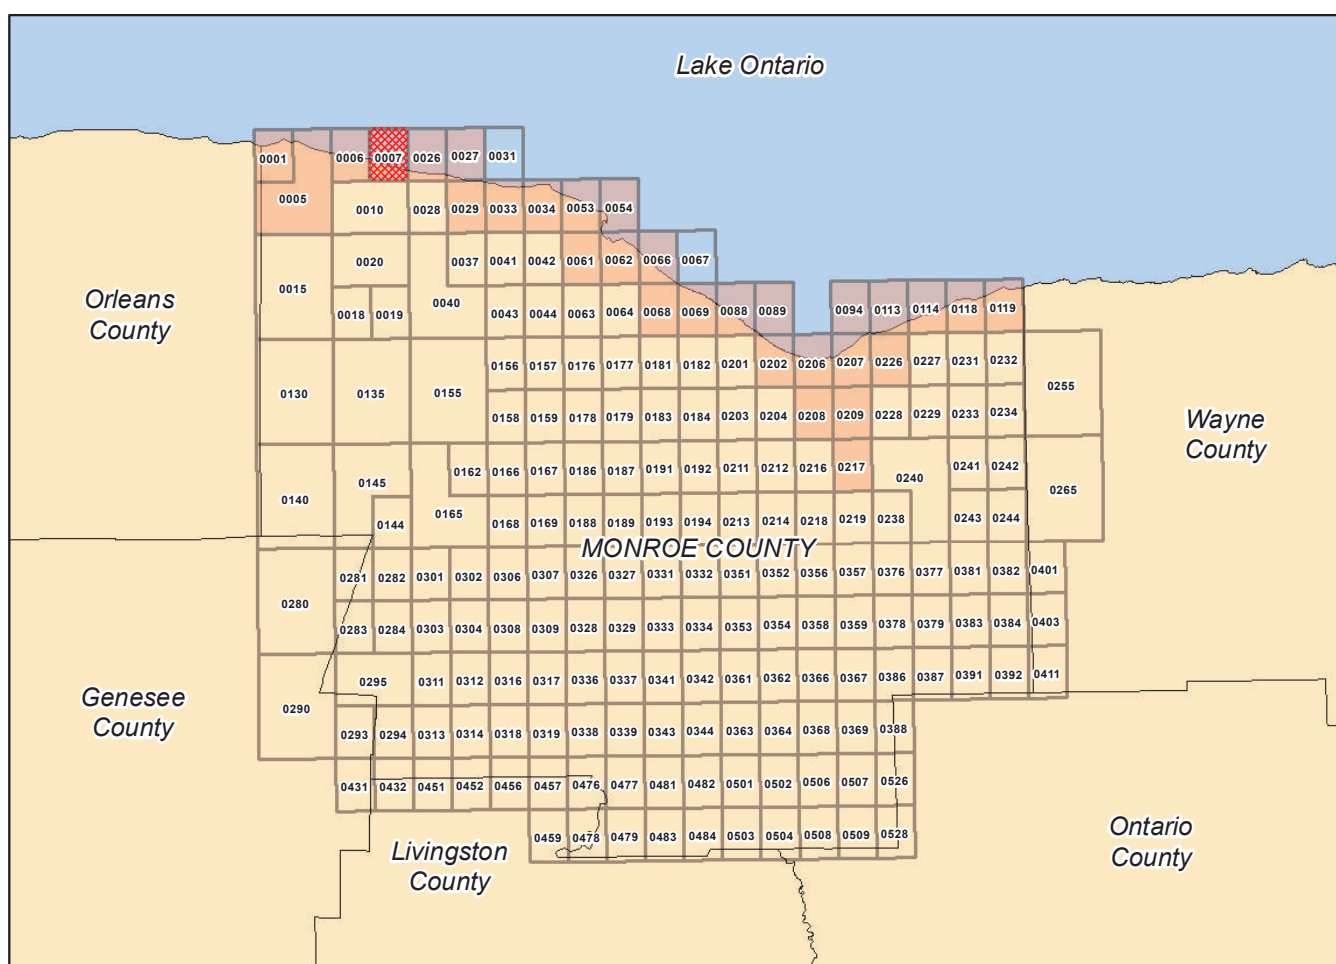 Lake Ontario
0001
0006 0007 0026 0027 0031
0005
0010 0028 0029 0033 0034 0053 0054
0015
0020
0037 0041 0042 0061 0062 0066 0067
0018 0019
0040
0043 0044 0063 0064 0068 0069 0088 0089 0094 0113 0114 0118 0119
Orleans
County
0130 0135 0155
0156 0157 0176 0177 0181 0182 0201 0202 0206 0207 0226 0227 0231 0232
0255
0158 0159 0178 0179 0183 0184 0203 0204 0208 0209 0228 0229 0233 0234
Wayne
County
0140
0145
0144
0162 0166 0167 0186 0187 0191 0192 0211 0212 0216 0217
0240
0241 0242
0265
0165
0168 0169 0188 0189 0193 0194 0213 0214 0218 0219 0238
0243 0244
MONROE COUNTY
0280
0281 0282 0301 0302 0306 0307 0326 0327 0331 0332 0351 0352 0356 0357 0376 0377 0381 0382 0401
0283 0284 0303 0304 0308 0309 0328 0329 0333 0334 0353 0354 0358 0359 0378 0379 0383 0384 0403
Genesee
County
0290
0295 0311 0312 0316 0317 0336 0337 0341 0342 0361 0362 0366 0367 0386 0387 0391 0392 0411
0293 0294 0313 0314 0318 0319 0338 0339 0343 0344 0363 0364 0368 0369 0388
0431 0432 0451 0452 0456 0457 0476 0477 0481 0482 0501 0502 0506 0507 0526
0459 0478 0479 0483 0484 0503 0504 0508 0509 0528
Livingston
County
Ontario
County